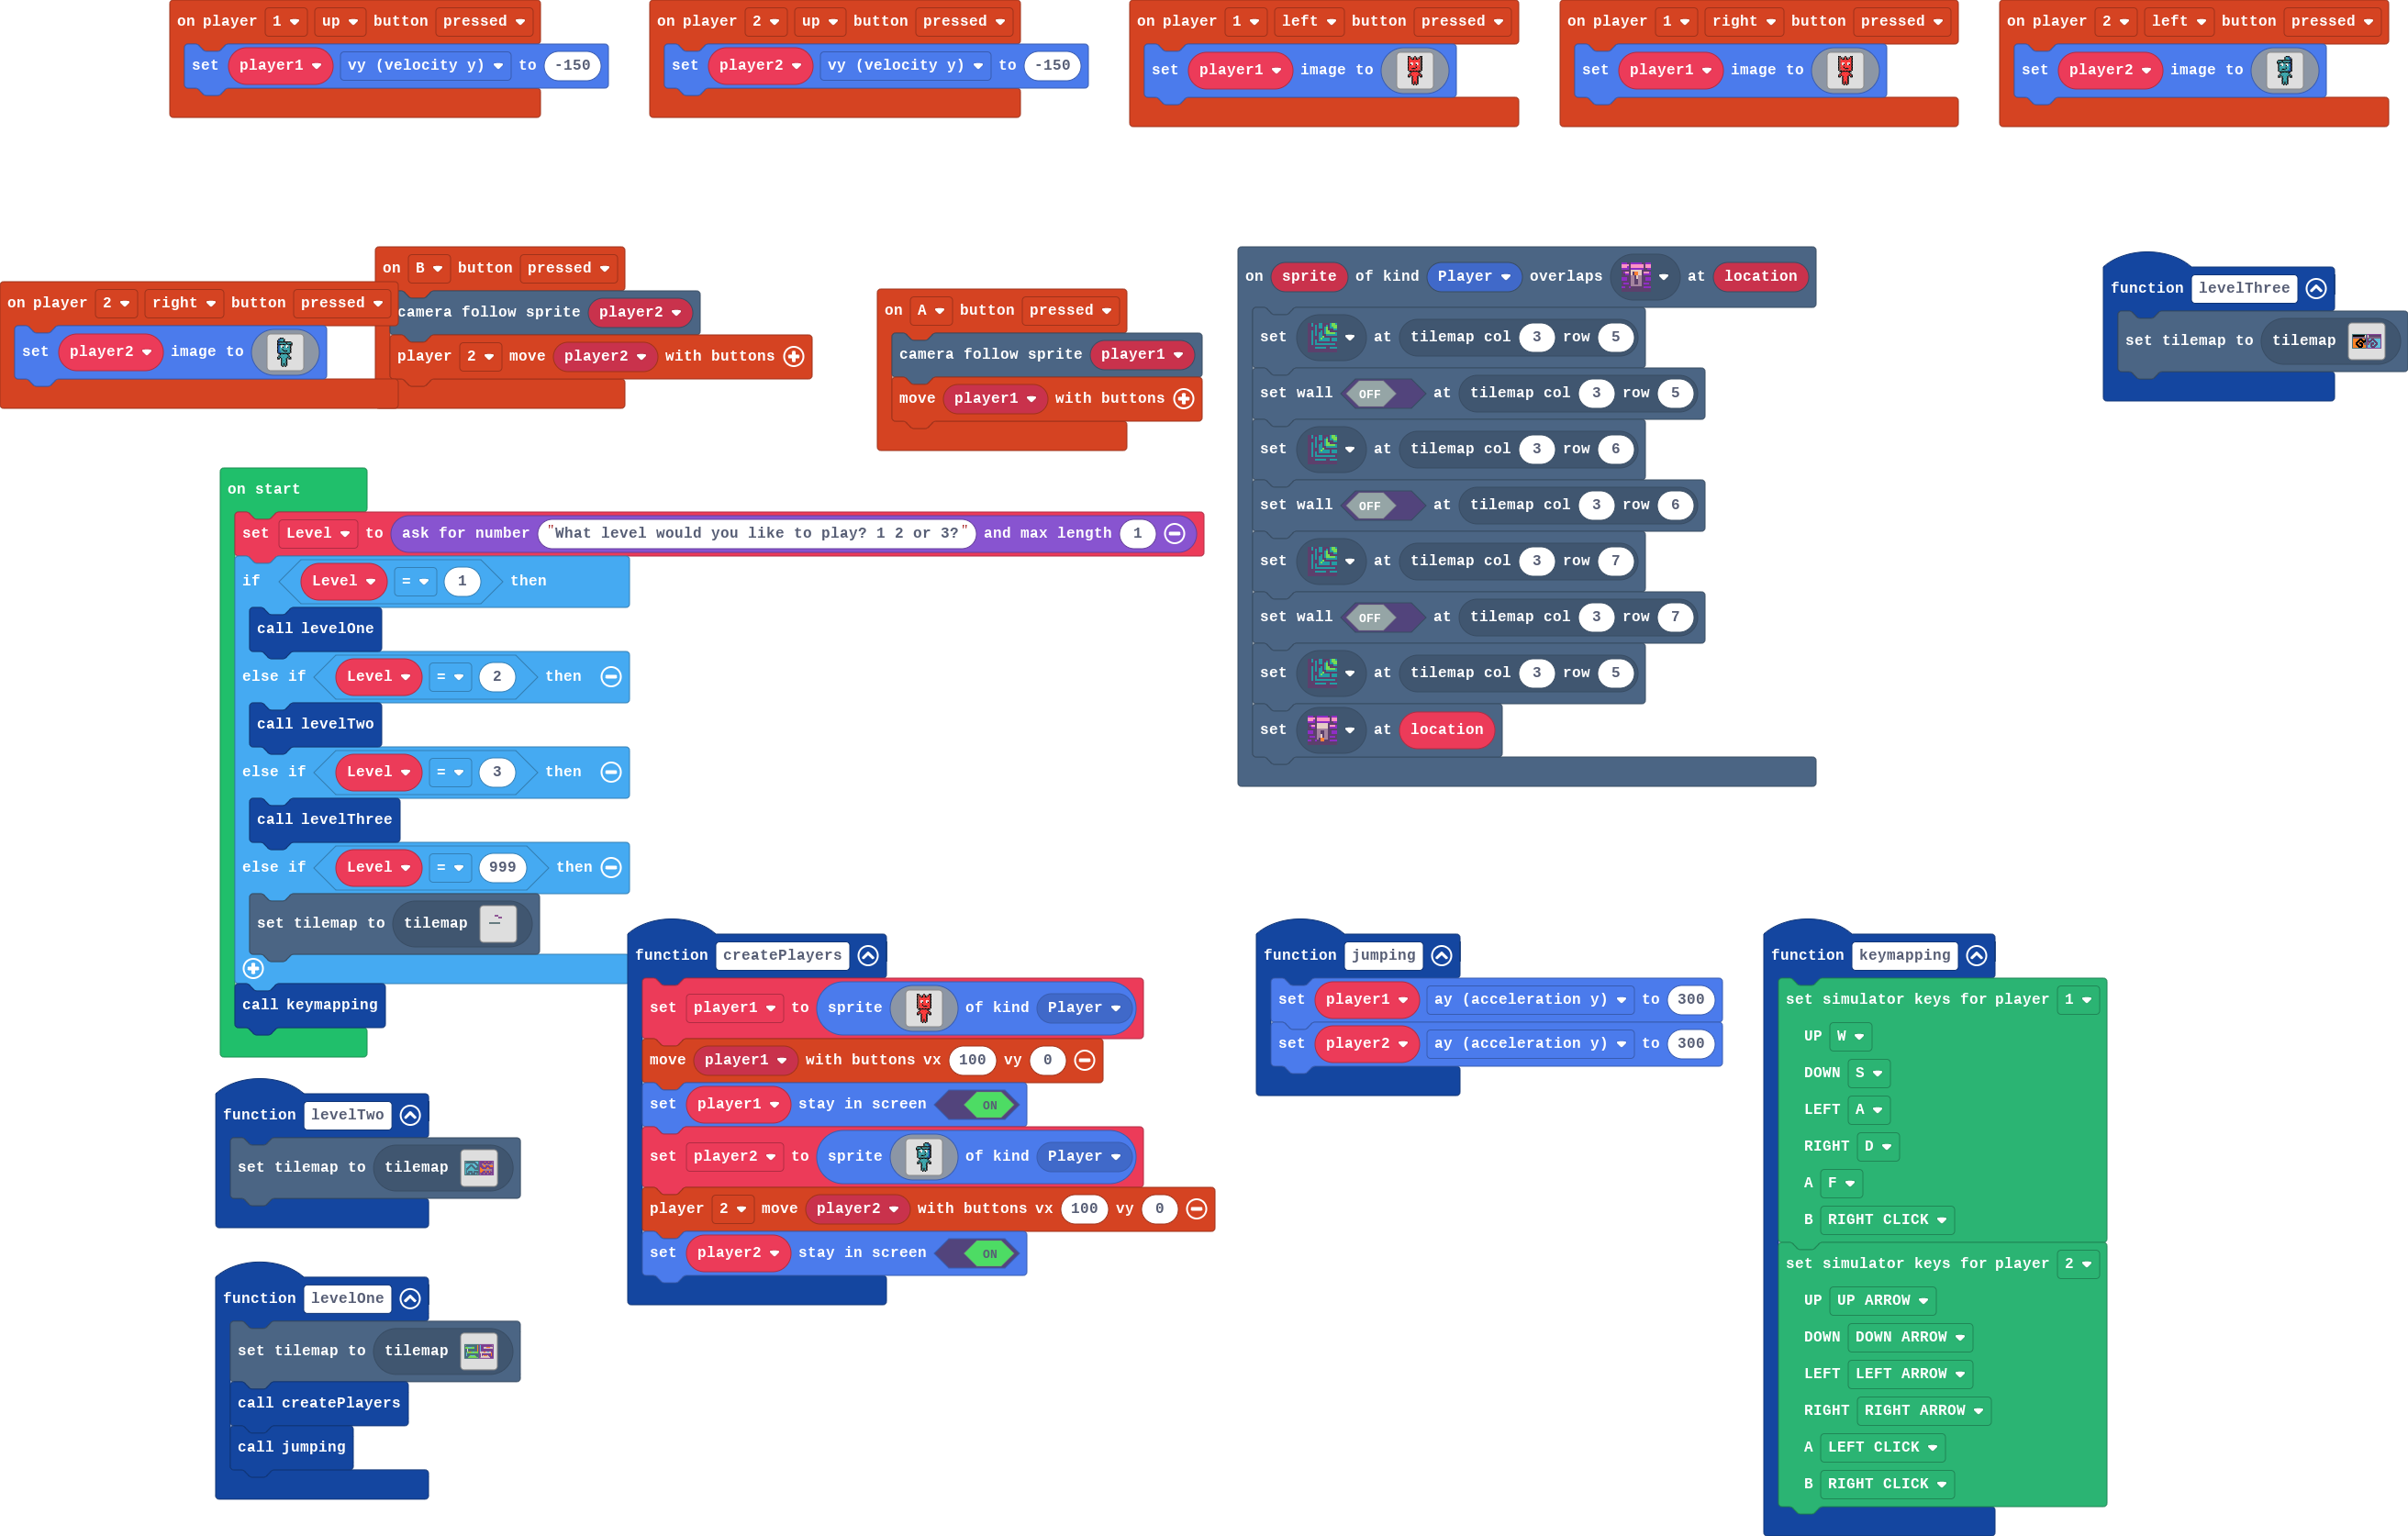 on player 1 up button pressed
set player1 vy (velocity y) to -150
on player 2 up button pressed
set player2 vy (velocity y) to -150
on player 1 left button pressed
set player1 image to
on player 1 right button pressed
set player1 image to
on player 2 left button pressed
set player2 image to
on player 2 right button pressed
set player2 image to
on B button pressed
camera follow sprite player2
player 2 move player2 with buttons
on A button pressed
camera follow sprite player1
move player1 with buttons
on sprite of kind Player overlaps at location
set at tilemap col 3 row 5
set wall OFF at tilemap col 3 row 5
set at tilemap col 3 row 6
set wall OFF at tilemap col 3 row 6
set at tilemap col 3 row 7
set wall OFF at tilemap col 3 row 7
set at tilemap col 3 row 5
set at location
function levelThree
set tilemap to tilemap
on start
set Level to ask for number "What level would you like to play? 1 2 or 3?" and max length 1
if Level = 1 then
call levelOne
else if Level = 2 then
call levelTwo
else if Level = 3 then
call levelThree
else if Level = 999 then
set tilemap to tilemap
call keymapping
function levelTwo
set tilemap to tilemap
function levelOne
set tilemap to tilemap
call createPlayers
call jumping
function createPlayers
set player1 to sprite of kind Player
move player1 with buttons vx 100 vy 0
set player1 stay in screen ON
set player2 to sprite of kind Player
player 2 move player2 with buttons vx 100 vy 0
set player2 stay in screen ON
function jumping
set player1 ay (acceleration y) to 300
set player2 ay (acceleration y) to 300
function keymapping
set simulator keys for player 1
UP W
DOWN S
LEFT A
RIGHT D
A F
B RIGHT CLICK
set simulator keys for player 2
UP UP ARROW
DOWN DOWN ARROW
LEFT LEFT ARROW
RIGHT RIGHT ARROW
A LEFT CLICK
B RIGHT CLICK